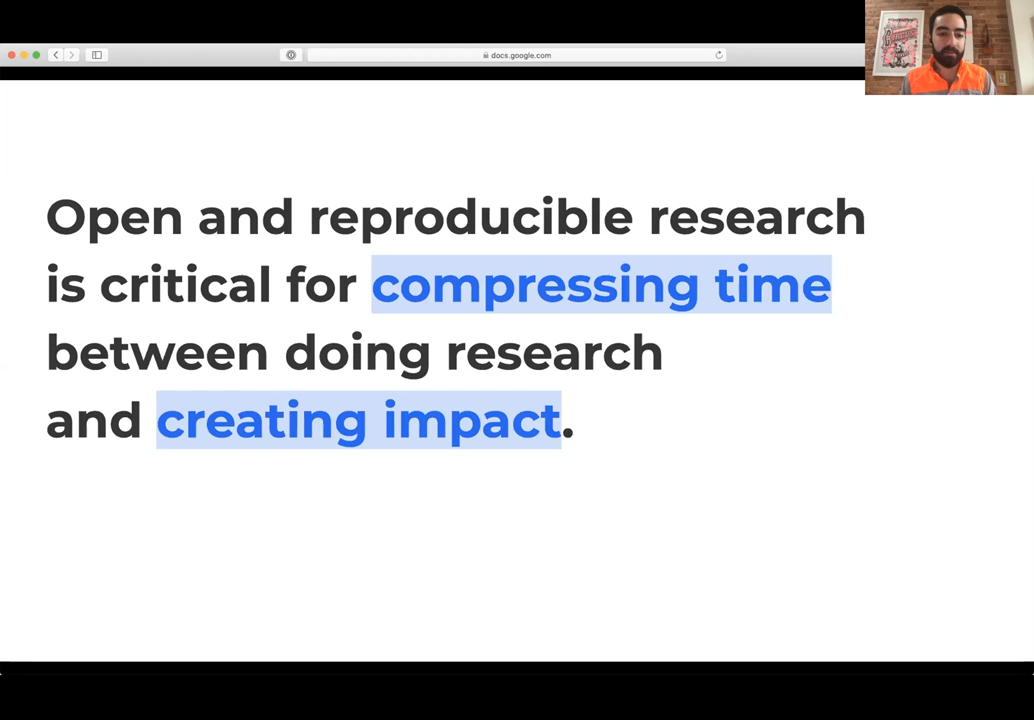 docs.google.com
Open and reproducible research
is critical for compressing time
between doing research
and creating impact.